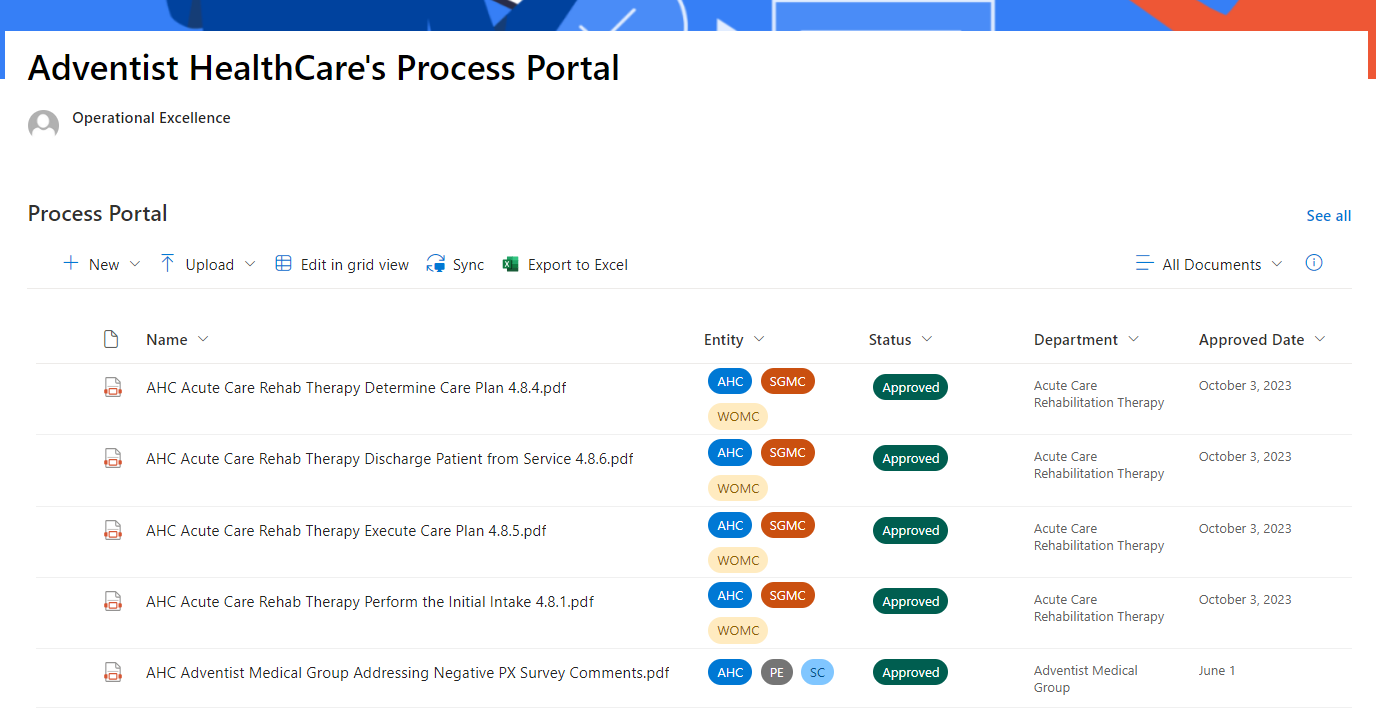 Adventist HealthCare's Process Portal
Operational Excellence
Process Portal
See all
New
Upload
Edit in grid view
Sync
Export to Excel
All Documents
Name
Entity
Status
Department
Approved Date
AHC Acute Care Rehab Therapy Determine Care Plan 4.8.4.pdf
AHC SGMC
WOMC
Approved
Acute Care
Rehabilitation Therapy
October 3, 2023
AHC Acute Care Rehab Therapy Discharge Patient from Service 4.8.6.pdf
AHC SGMC
WOMC
Approved
Acute Care
Rehabilitation Therapy
October 3, 2023
AHC Acute Care Rehab Therapy Execute Care Plan 4.8.5.pdf
AHC SGMC
WOMC
Approved
Acute Care
Rehabilitation Therapy
October 3, 2023
AHC Acute Care Rehab Therapy Perform the Initial Intake 4.8.1.pdf
AHC SGMC
WOMC
Approved
Acute Care
Rehabilitation Therapy
October 3, 2023
AHC Adventist Medical Group Addressing Negative PX Survey Comments.pdf
AHC PE SC
Approved
Adventist Medical
Group
June 1